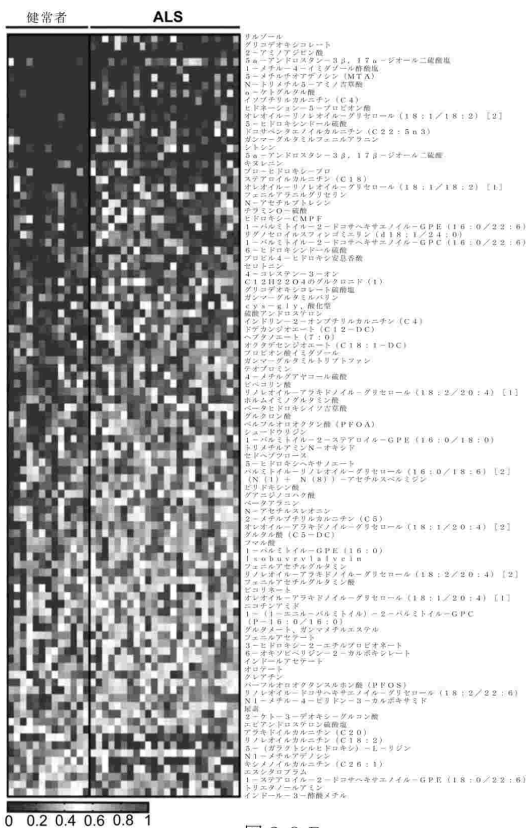 健常者
ALS
リルゾール
グリコデオキシコレート
2-アミノアジピン酸
5a-アンドロスタン-3β，17α-ジオール二硫酸塩
1-メチル-4-イミダゾール酢酸塩
5-メチルチオアデノシン（MTA）
N-トリメチル5-アミノ吉草酸
α-ケトグルタル酸
イソブチリルカルニチン（C4）
オレオイル-リノレオイル-グリセロール（18：1/18：2）［2］
5-ヒドロキシインドール硫酸
ドコサペンタエノイルカルニチン（C22：5n3）
ガンマ-グルタミルフェニルアラニン
シトシン
5a-アンドロスタン-3β，17β-ジオール二硫酸
キヌレニン
プロ-ヒドロキシ-プロ
ステアロイルカルニチン（C18）
オレオイル-リノレオイル-グリセロール（18：1/18：2）［1］
フェニルアラニルグリセリン
N-アセチルプトレシン
チラミンO-硫酸
ヒドロキシ-CMPF
1-パルミトイル-2-ドコサヘキサエノイル-GPE（16：0/22：6）
リグノセロイルスフィンゴミエリン（d18：1/24：0）
1-パルミトイル-2-ドコサヘキサエノイル-GPC（16：0/22：6）
6-ヒドロキシインドール硫酸
プロピル4-ヒドロキシ安息香酸
セロトニン
4-コレステン-3-オン
C12H22O4のグルクロニド（1）
グリコデオキシコレート硫酸塩
ガンマ-グルタミルバリン
cys-gly，酸化型
硫酸アンドロステロン
ドデカンジオエート（C12-DC）
ヘプタノエート（7：0）
オクタデセンジオエート（C18：1-DC）
プロピオン酸イミダゾール
ガンマ-グルタミルトリプトファン
テオブロミン
4-メチルグアヤコール硫酸
ピペコリン酸
リノレオイル-アラキドノイル-グリセロール（18：2/20：4）［1］
ホルムイミノグルタミン酸
ベータヒドロキシイソ吉草酸
グルクロン酸
ペルフルオロオクタン酸（PFOA）
シュードウリジン
1-パルミトイル-2-ステアロイル-GPE（16：0/18：0）
トリメチルアミンN-オキシド
セドヘプツロース
5-ヒドロキシヘキサノエート
パルミトイル-リノレオイル-グリセロール（16：0/18：6）［2］
（N（1）+ N（8））-アセチルスペルミジン
ピリドキシン酸
グアニジノコハク酸
ベータアラニン
N-アセチルスレオニン
2-メチルブチリルカルニチン（C5）
オレオイル-アラキドノイル-グリセロール（18：1/20：4）［2］
グルタル酸（C5-DC）
フマル酸
1-パルミトイル-GPE（16：0）
フェニルアセチルグルタミン
リノレオイル-アラキドノイル-グリセロール（18：2/20：4）［2］
フェニルアセチルグルタミン酸
ピコリネート
オレオイル-アラキドノイル-グリセロール（18：1/20：4）［1］
ニコチンアミド
1-（1-エニル-パルミトイル）-2-パルミトイル-GPC
（P-16：0/16：0）
グルタメート，ガンマメチルエステル
フェニルアセテート
3-ヒドロキシ-2-エチルプロピオネート
6-オキソピペリジン-2-カルボキシレート
インドールアセテート
オロテート
クレアチン
パーフルオロオクタンスルホン酸（PFOS）
リノレオイル-ドコサヘキサエノイル-グリセロール（18：2/22：6）
N1-メチル-4-ピリドン-3-カルボキサミド
尿素
2-ケト-3-デオキシ-グルコン酸
エピアンドロステロン硫酸塩
アラキドイルカルニチン（C20）
リノレオイルカルニチン（C18：2）
5-（ガラクトシルヒドロキシ）-L-リジン
N1-メチルアデノシン
キシメノイルカルニチン（C26：1）
エスシタロプラム
1-ステアロイル-2-ドコサヘキサエノイル-GPE（18：0/22：6）
トリエタノールアミン
インドール-3-酢酸メチル
0 0.2 0.4 0.6 0.8 1